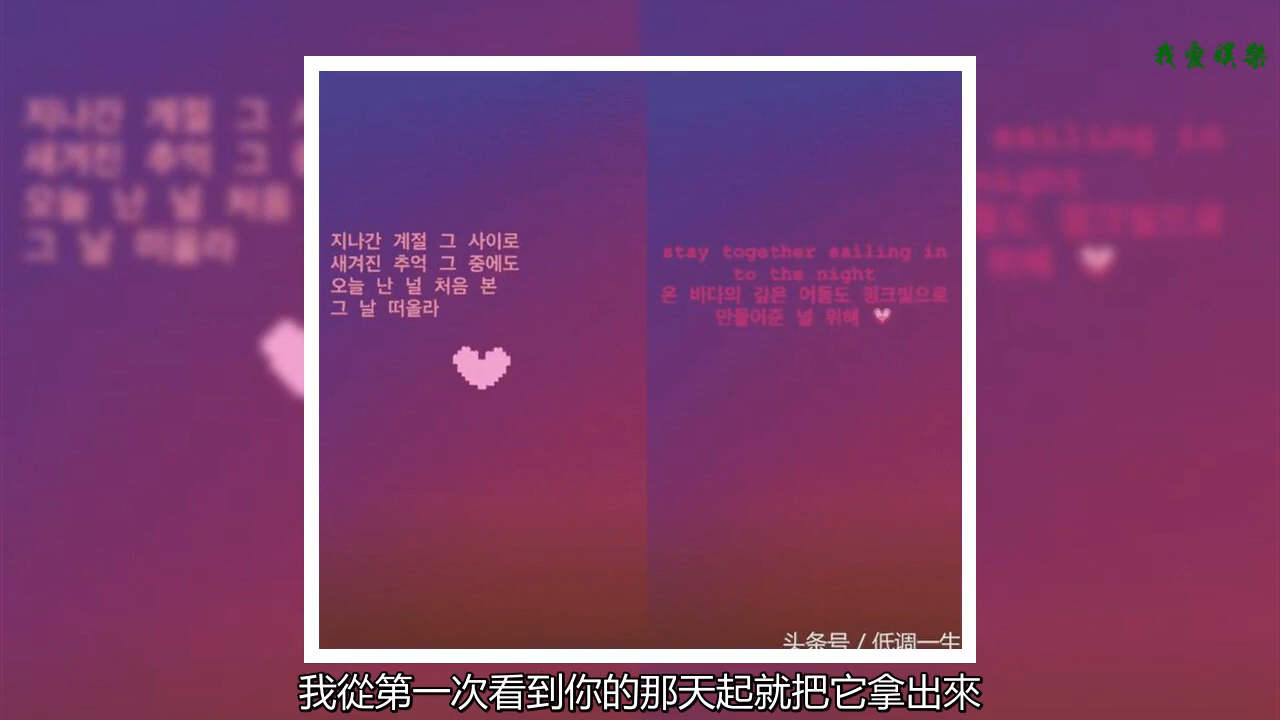 我爱娱樂
지나간 계절 그 사이로
새겨진 추억 그 중에도
오늘 난 널 처음 본
그 날 떠올라
stay together sailing in
to the night
온 바다의 깊은 어둠도 핑크빛으로
만들어준 널 위해
头条号 / 低调一生
我從第一次看到你的那天起就把它拿出來